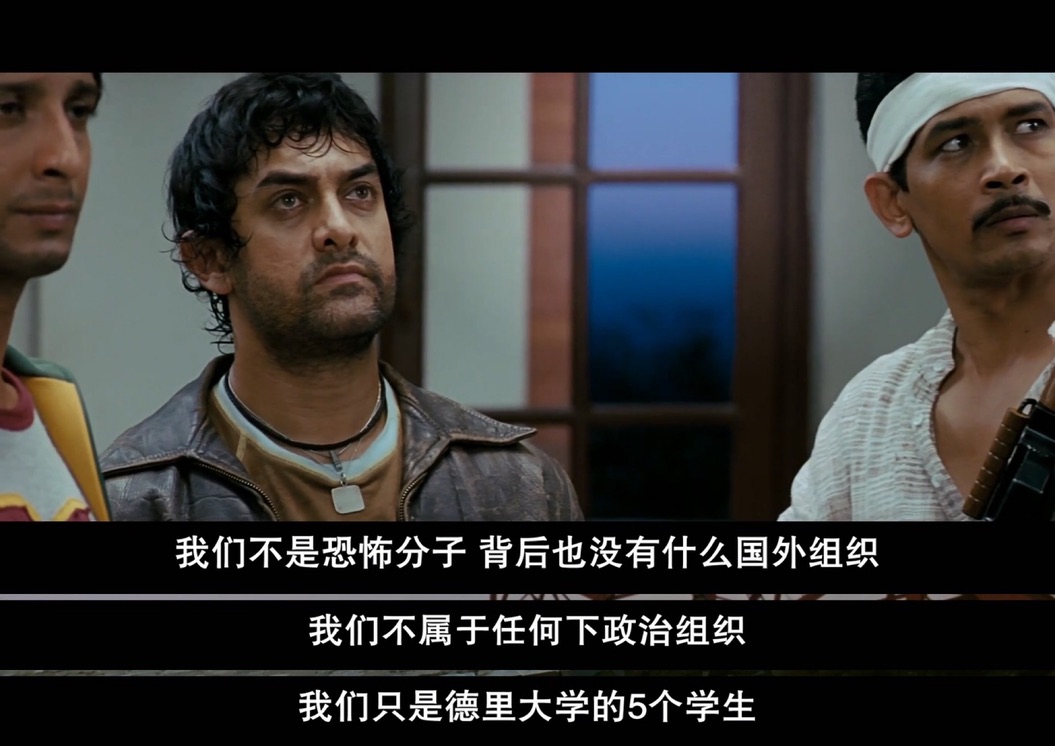 我们不是恐怖分子 背后也没有什么国外组织
我们不属于任何下政治组织
我们只是德里大学的5个学生